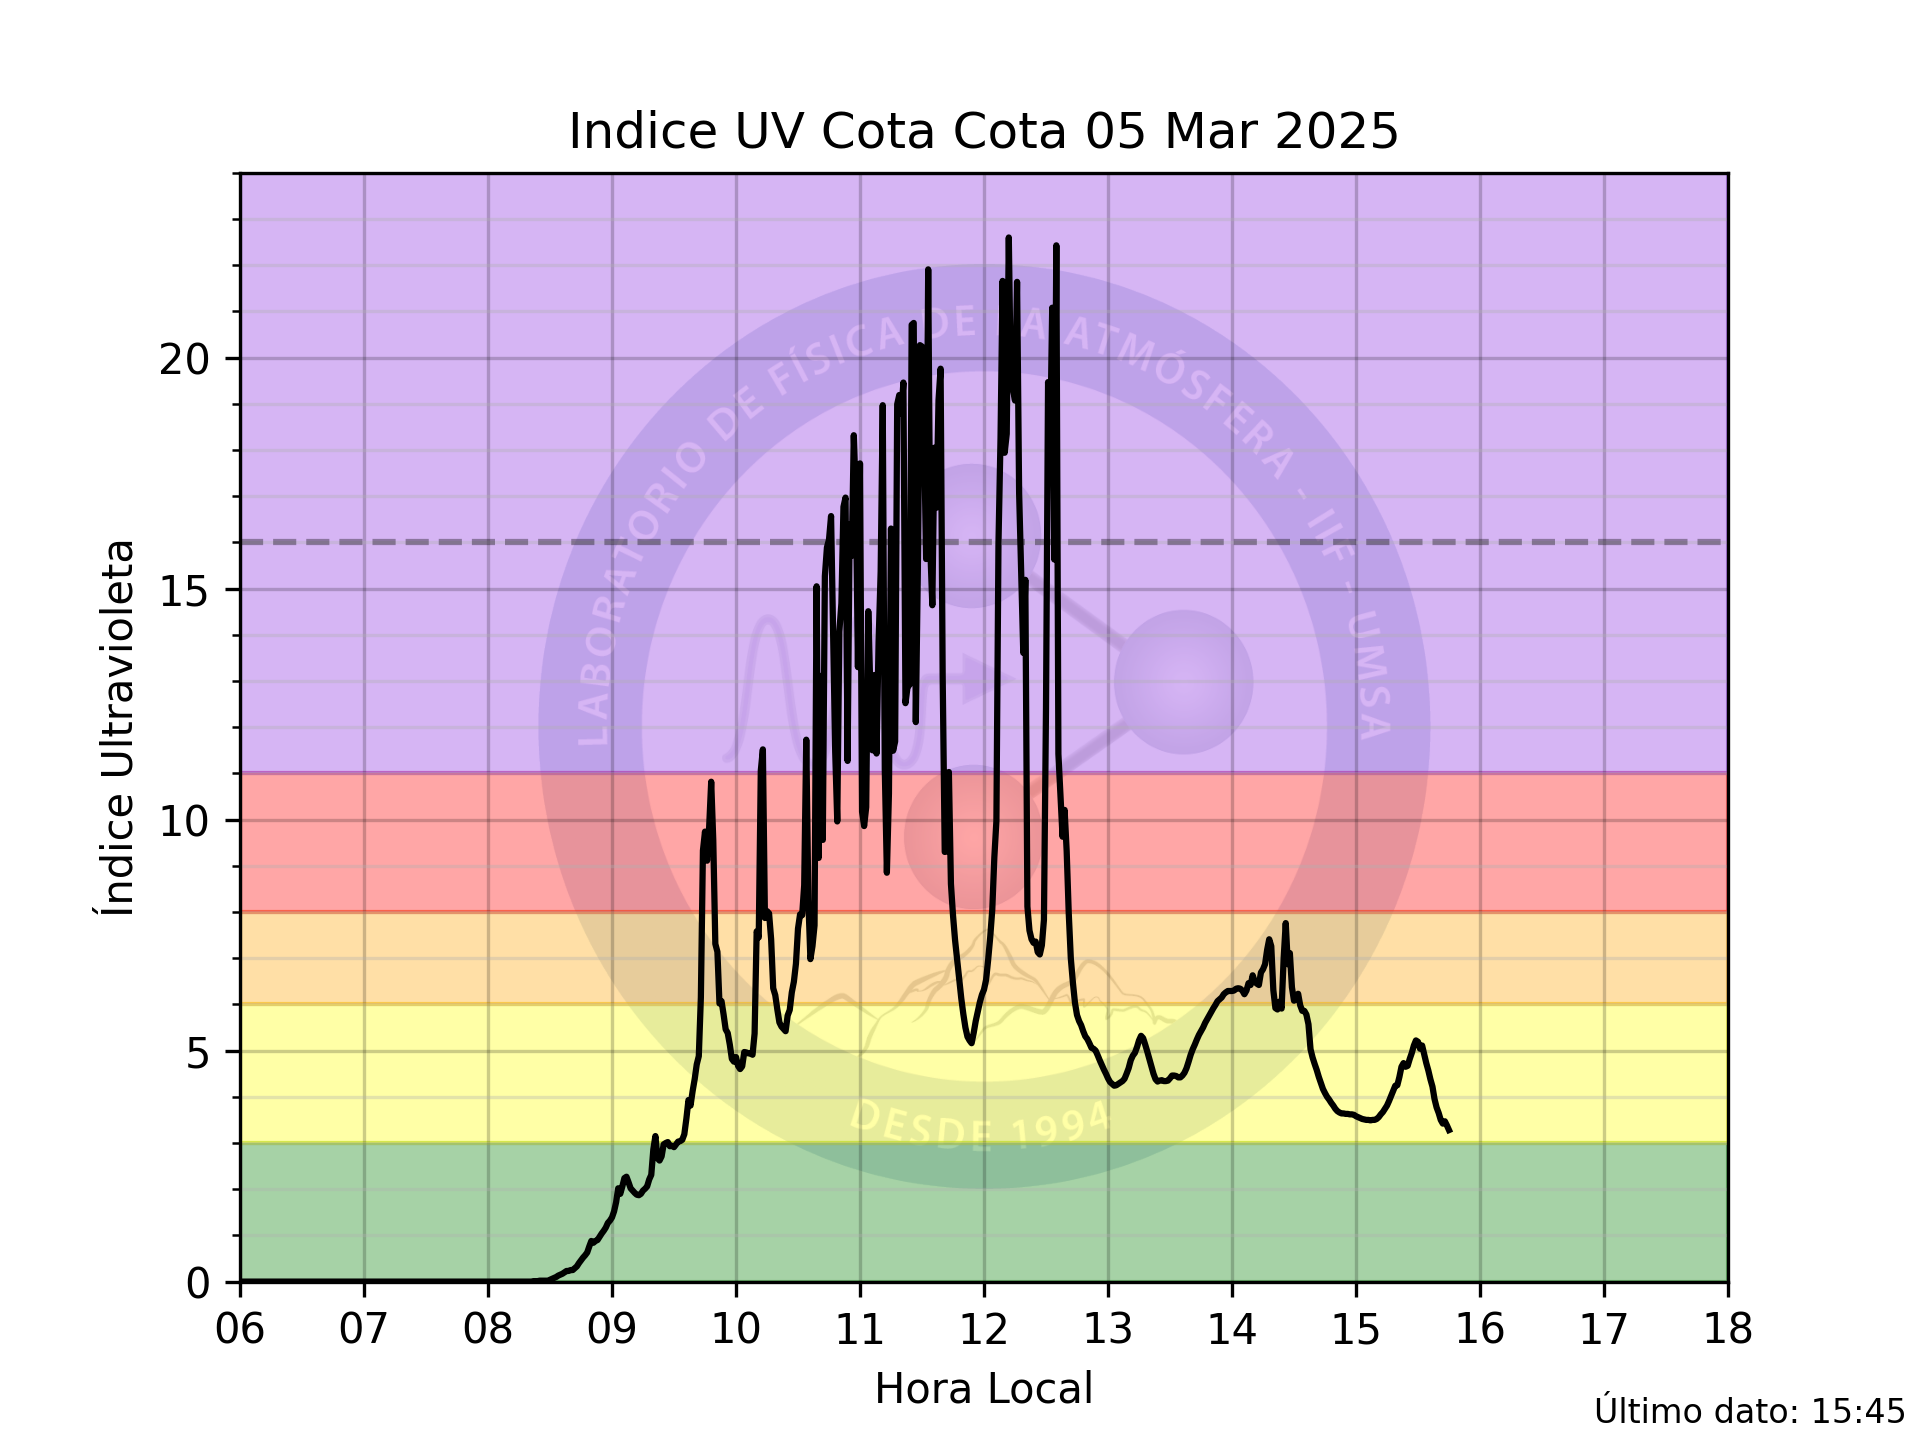 Indice UV Cota Cota 05 Mar 2025
Índice Ultravioleta
20
15
10
5
0
LABORATORIO DE FÍSICA DE LA ATMÓSFERA - IIF - UMSA
DESDE 1994
06 07 08 09 10 11 12 13 14 15 16 17 18
Hora Local
Último dato: 15:45